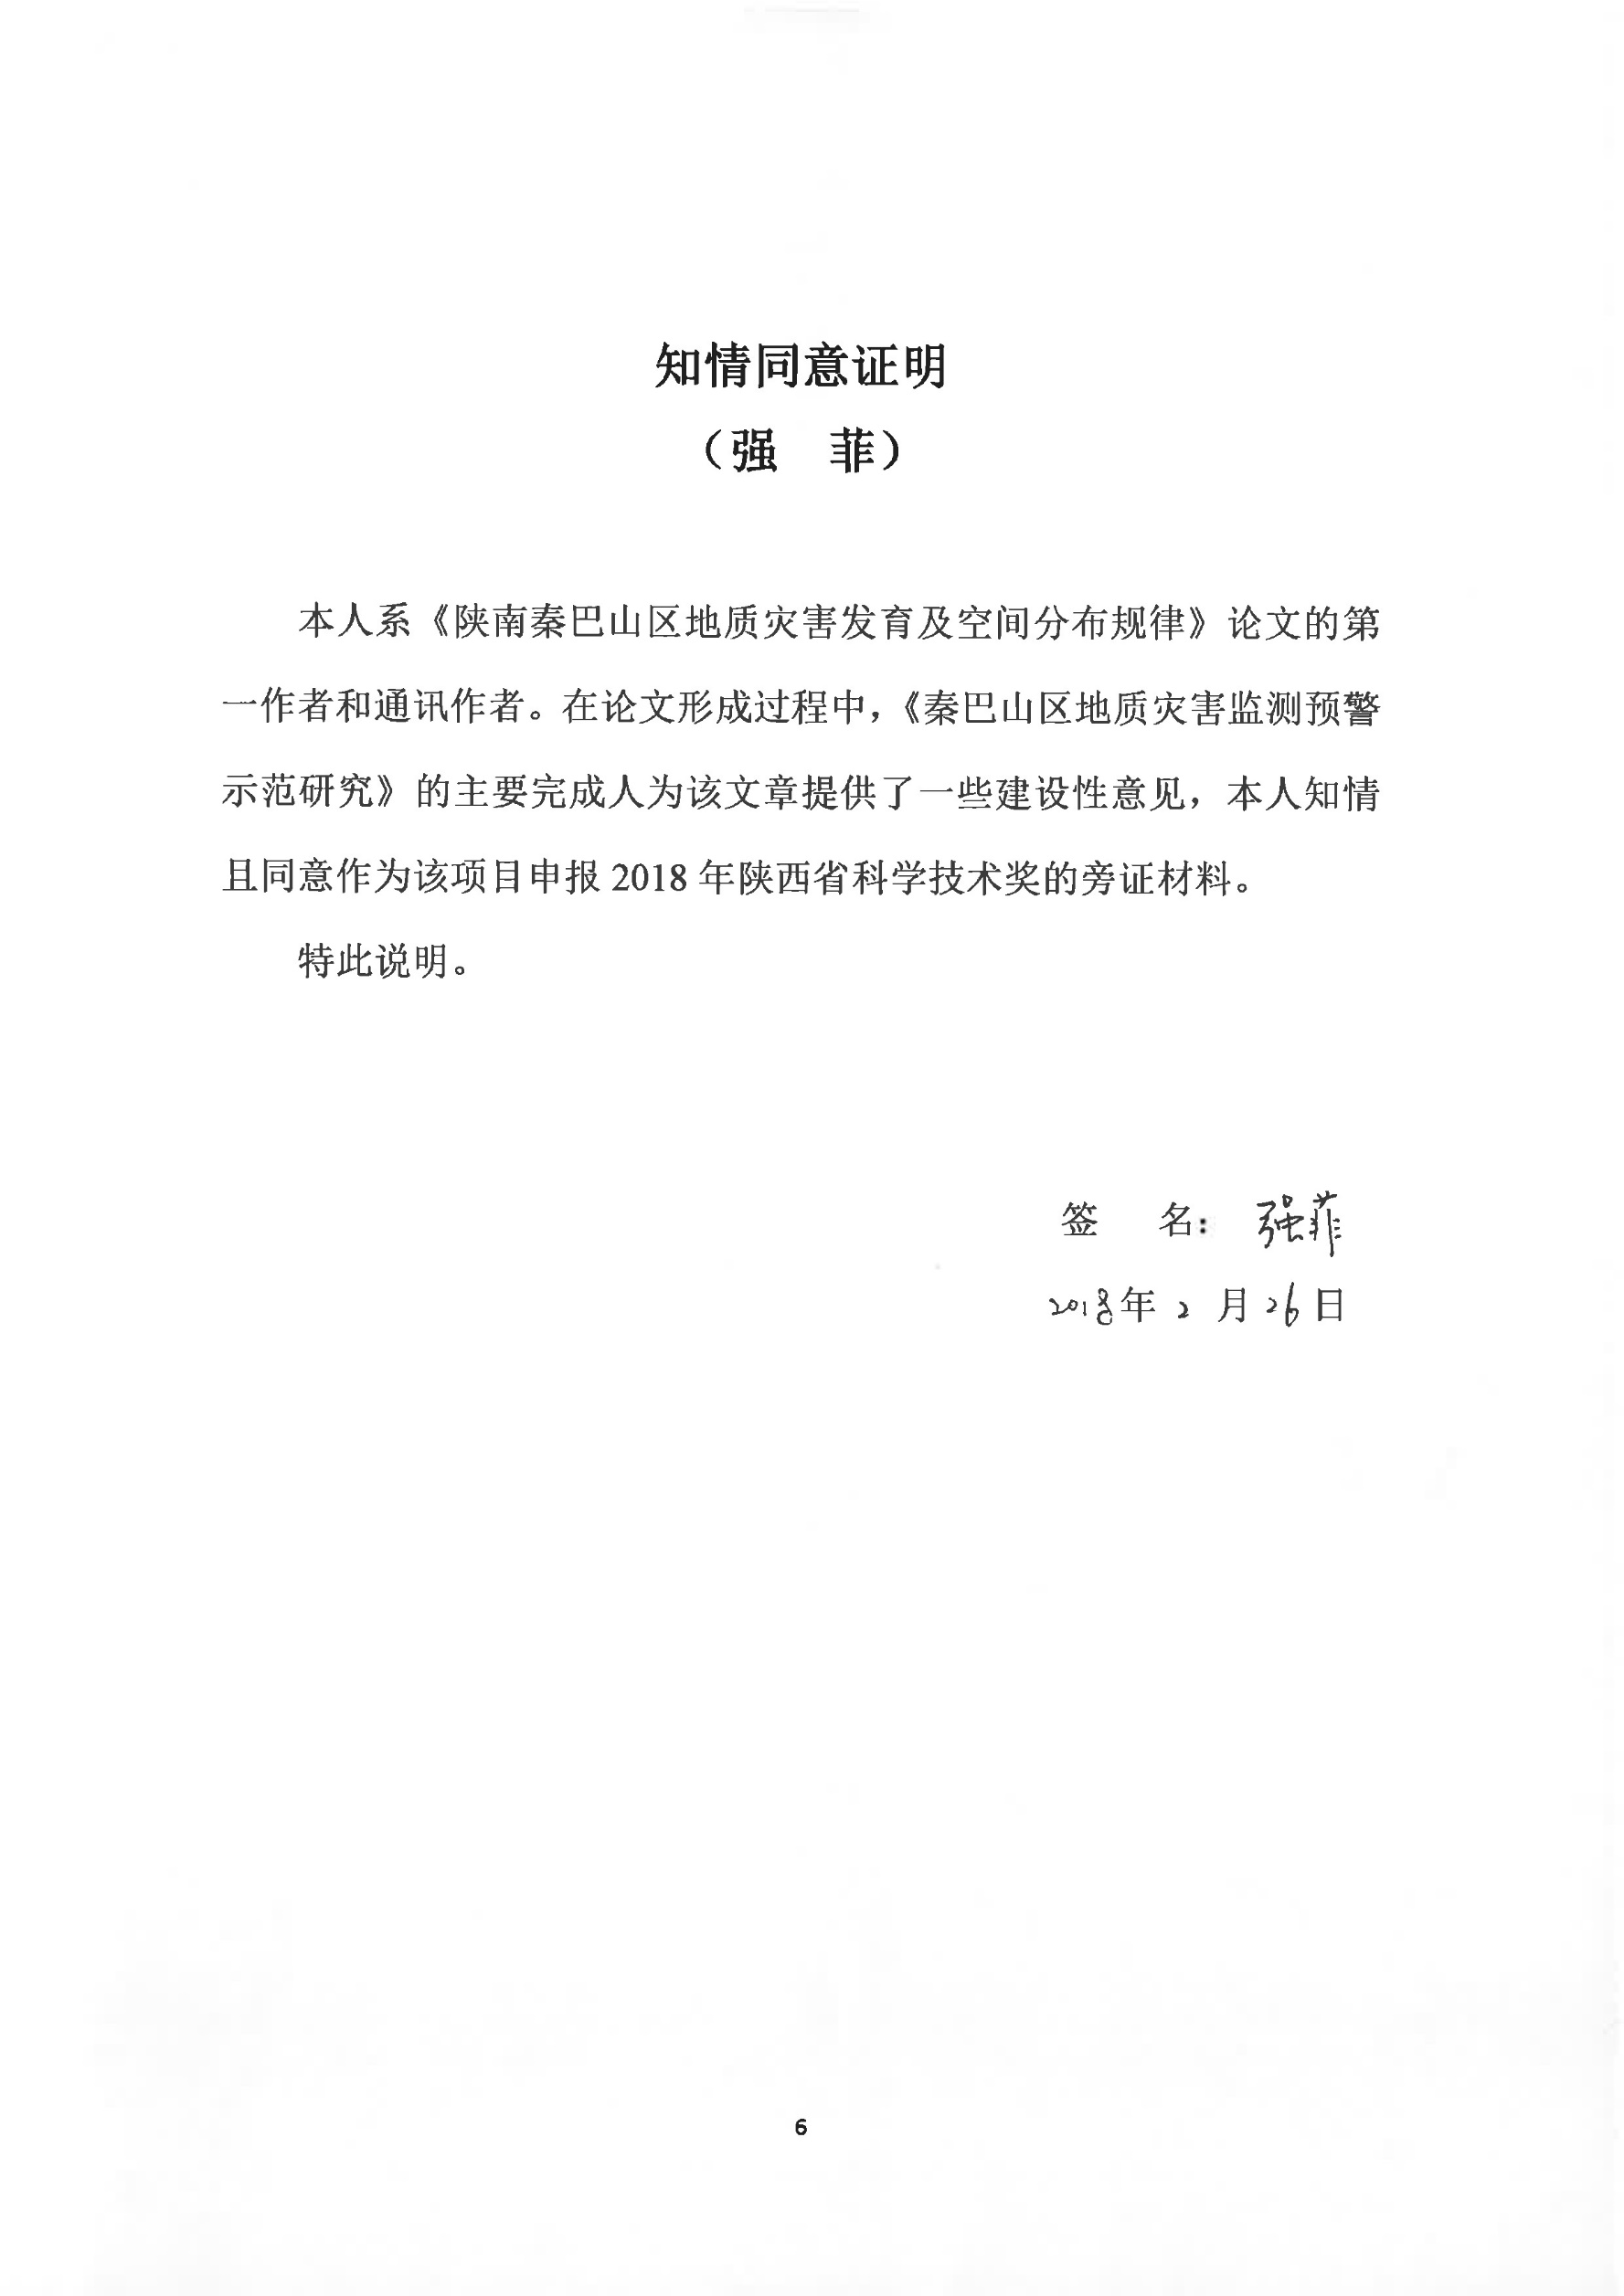 知情同意证明
（强　菲）
本人系《陕南秦巴山区地质灾害发育及空间分布规律》论文的第
一作者和通讯作者。在论文形成过程中，《秦巴山区地质灾害监测预警
示范研究》的主要完成人为该文章提供了一些建设性意见，本人知情
且同意作为该项目申报 2018 年陕西省科学技术奖的旁证材料。
特此说明。
签　名： 强菲
2018年 2 月 26 日
6